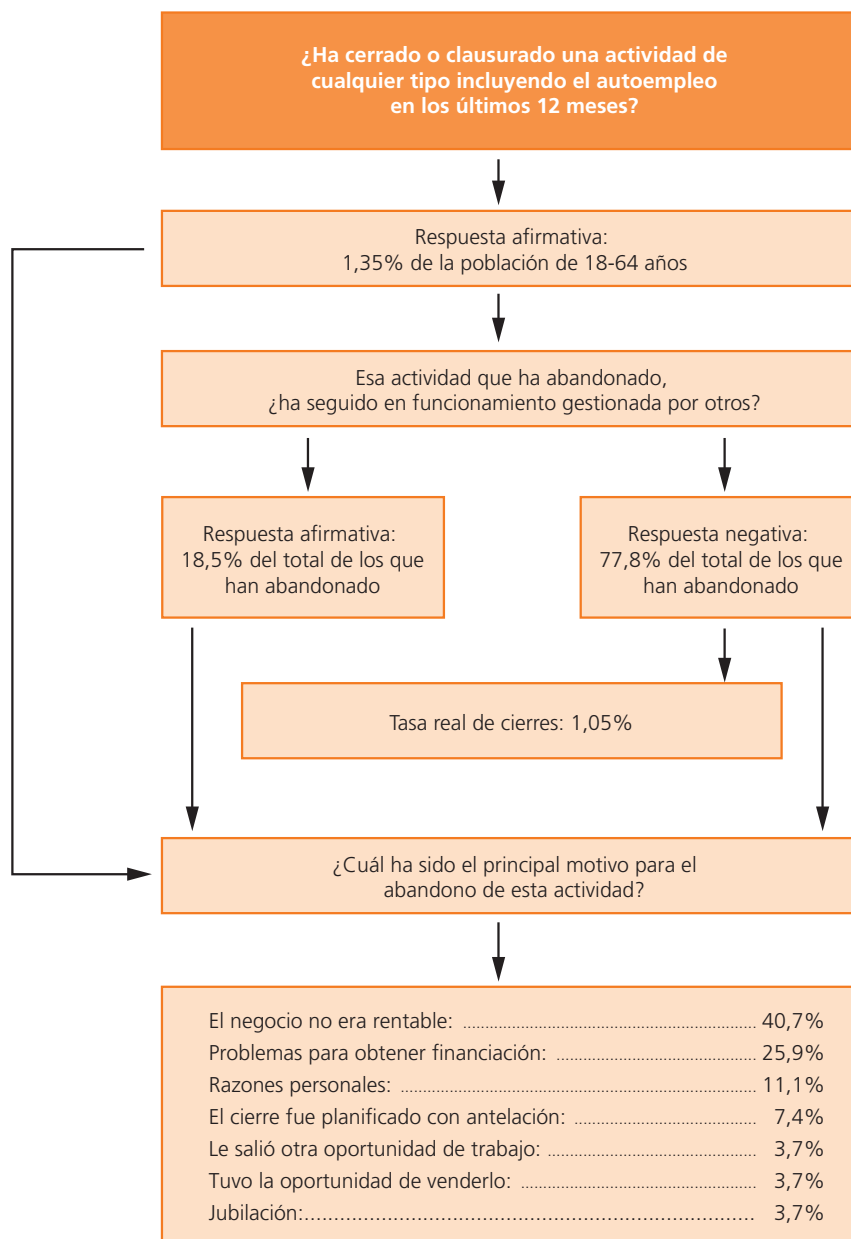 ¿Ha cerrado o clausurado una actividad de
cualquier tipo incluyendo el autoempleo
en los últimos 12 meses?
Respuesta afirmativa:
1,35% de la población de 18-64 años
Esa actividad que ha abandonado,
¿ha seguido en funcionamiento gestionada por otros?
Respuesta afirmativa:
18,5% del total de los que
han abandonado
Respuesta negativa:
77,8% del total de los que
han abandonado
Tasa real de cierres: 1,05%
¿Cuál ha sido el principal motivo para el
abandono de esta actividad?
El negocio no era rentable: 40,7%
Problemas para obtener financiación: 25,9%
Razones personales: 11,1%
El cierre fue planificado con antelación: 7,4%
Le salió otra oportunidad de trabajo: 3,7%
Tuvo la oportunidad de venderlo: 3,7%
Jubilación: 3,7%